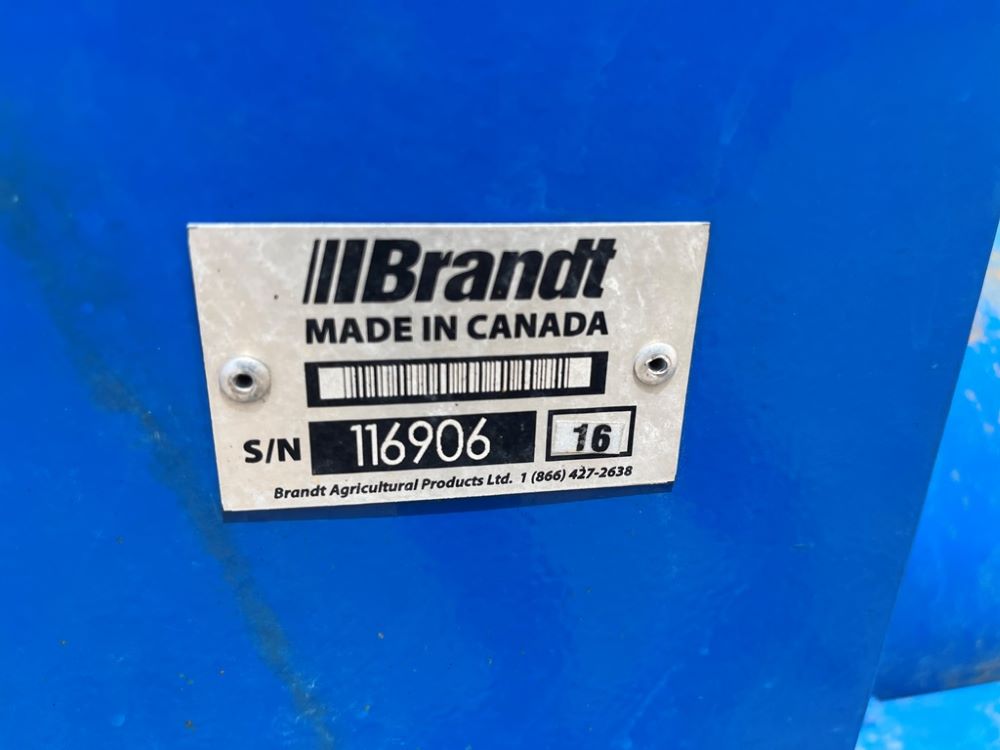 Brandt
MADE IN CANADA
S/N 116906 16
Brandt Agricultural Products Ltd. 1 (866) 427-2638